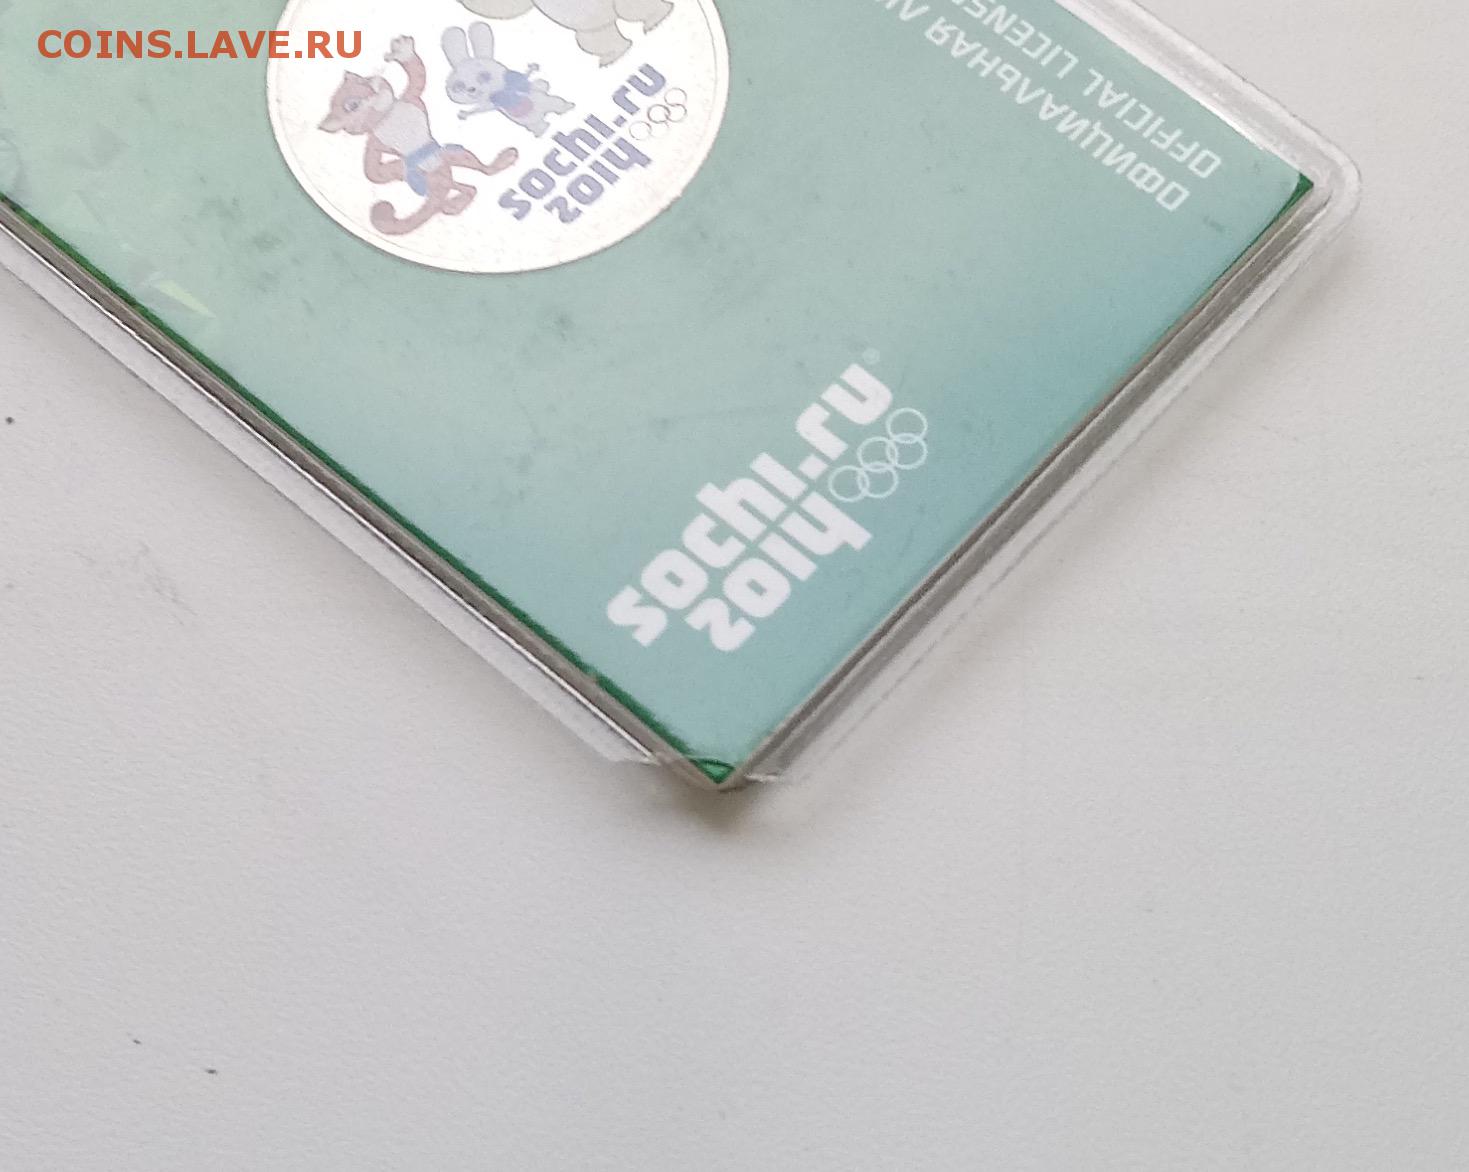 COINS.LAVE.RU
sochi.ru
2014
ОФИЦИАЛЬНАЯ
OFFICIAL
sochi.ru®
2014